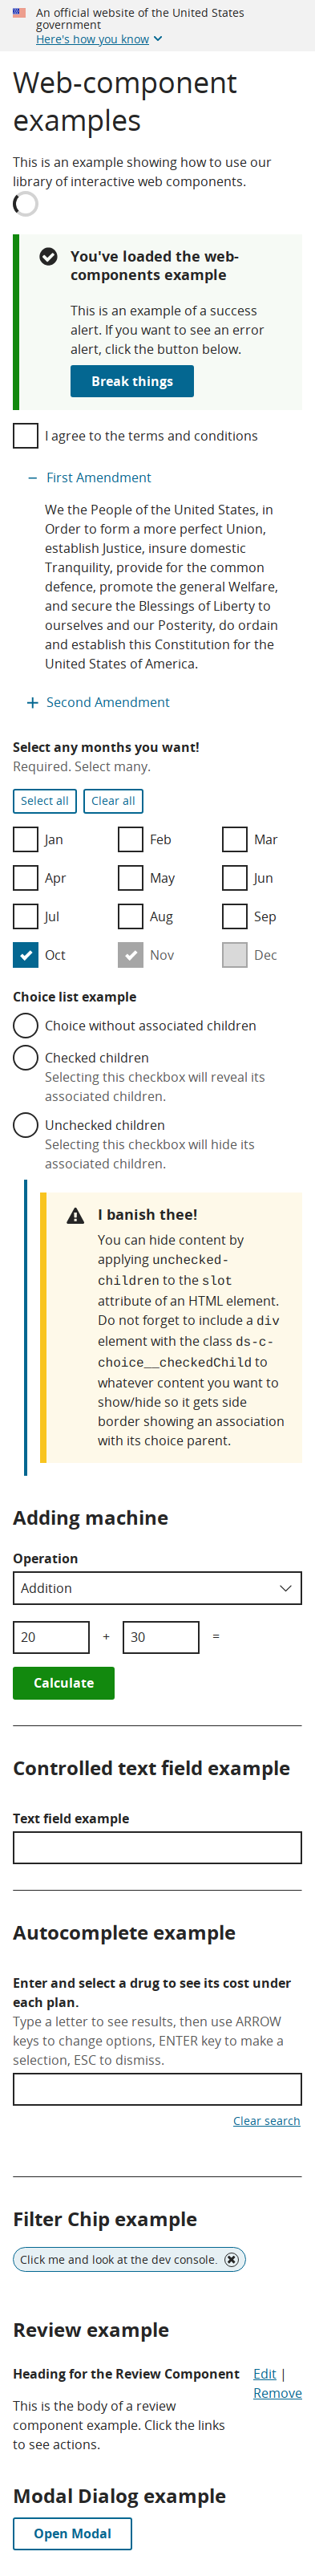 An official website of the United States
government
Here's how you know
Web-component
examples
This is an example showing how to use our
library of interactive web components.
You've loaded the web-
components example
This is an example of a success
alert. If you want to see an error
alert, click the button below.
Break things
I agree to the terms and conditions
First Amendment
We the People of the United States, in
Order to form a more perfect Union,
establish Justice, insure domestic
Tranquility, provide for the common
defence, promote the general Welfare,
and secure the Blessings of Liberty to
ourselves and our Posterity, do ordain
and establish this Constitution for the
United States of America.
Second Amendment
Select any months you want!
Required. Select many.
Select all Clear all
Jan Feb Mar
Apr May Jun
Jul Aug Sep
Oct Nov Dec
Choice list example
Choice without associated children
Checked children
Selecting this checkbox will reveal its
associated children.
Unchecked children
Selecting this checkbox will hide its
associated children.
I banish thee!
You can hide content by
applying unchecked-
children to the slot
attribute of an HTML element.
Do not forget to include a div
element with the class ds-c-
choice__checkedChild to
whatever content you want to
show/hide so it gets side
border showing an association
with its choice parent.
Adding machine
Operation
Addition
20 + 30 =
Calculate
Controlled text field example
Text field example
Autocomplete example
Enter and select a drug to see its cost under
each plan.
Type a letter to see results, then use ARROW
keys to change options, ENTER key to make a
selection, ESC to dismiss.
Clear search
Filter Chip example
Click me and look at the dev console.
Review example
Heading for the Review Component Edit |
Remove
This is the body of a review
component example. Click the links
to see actions.
Modal Dialog example
Open Modal